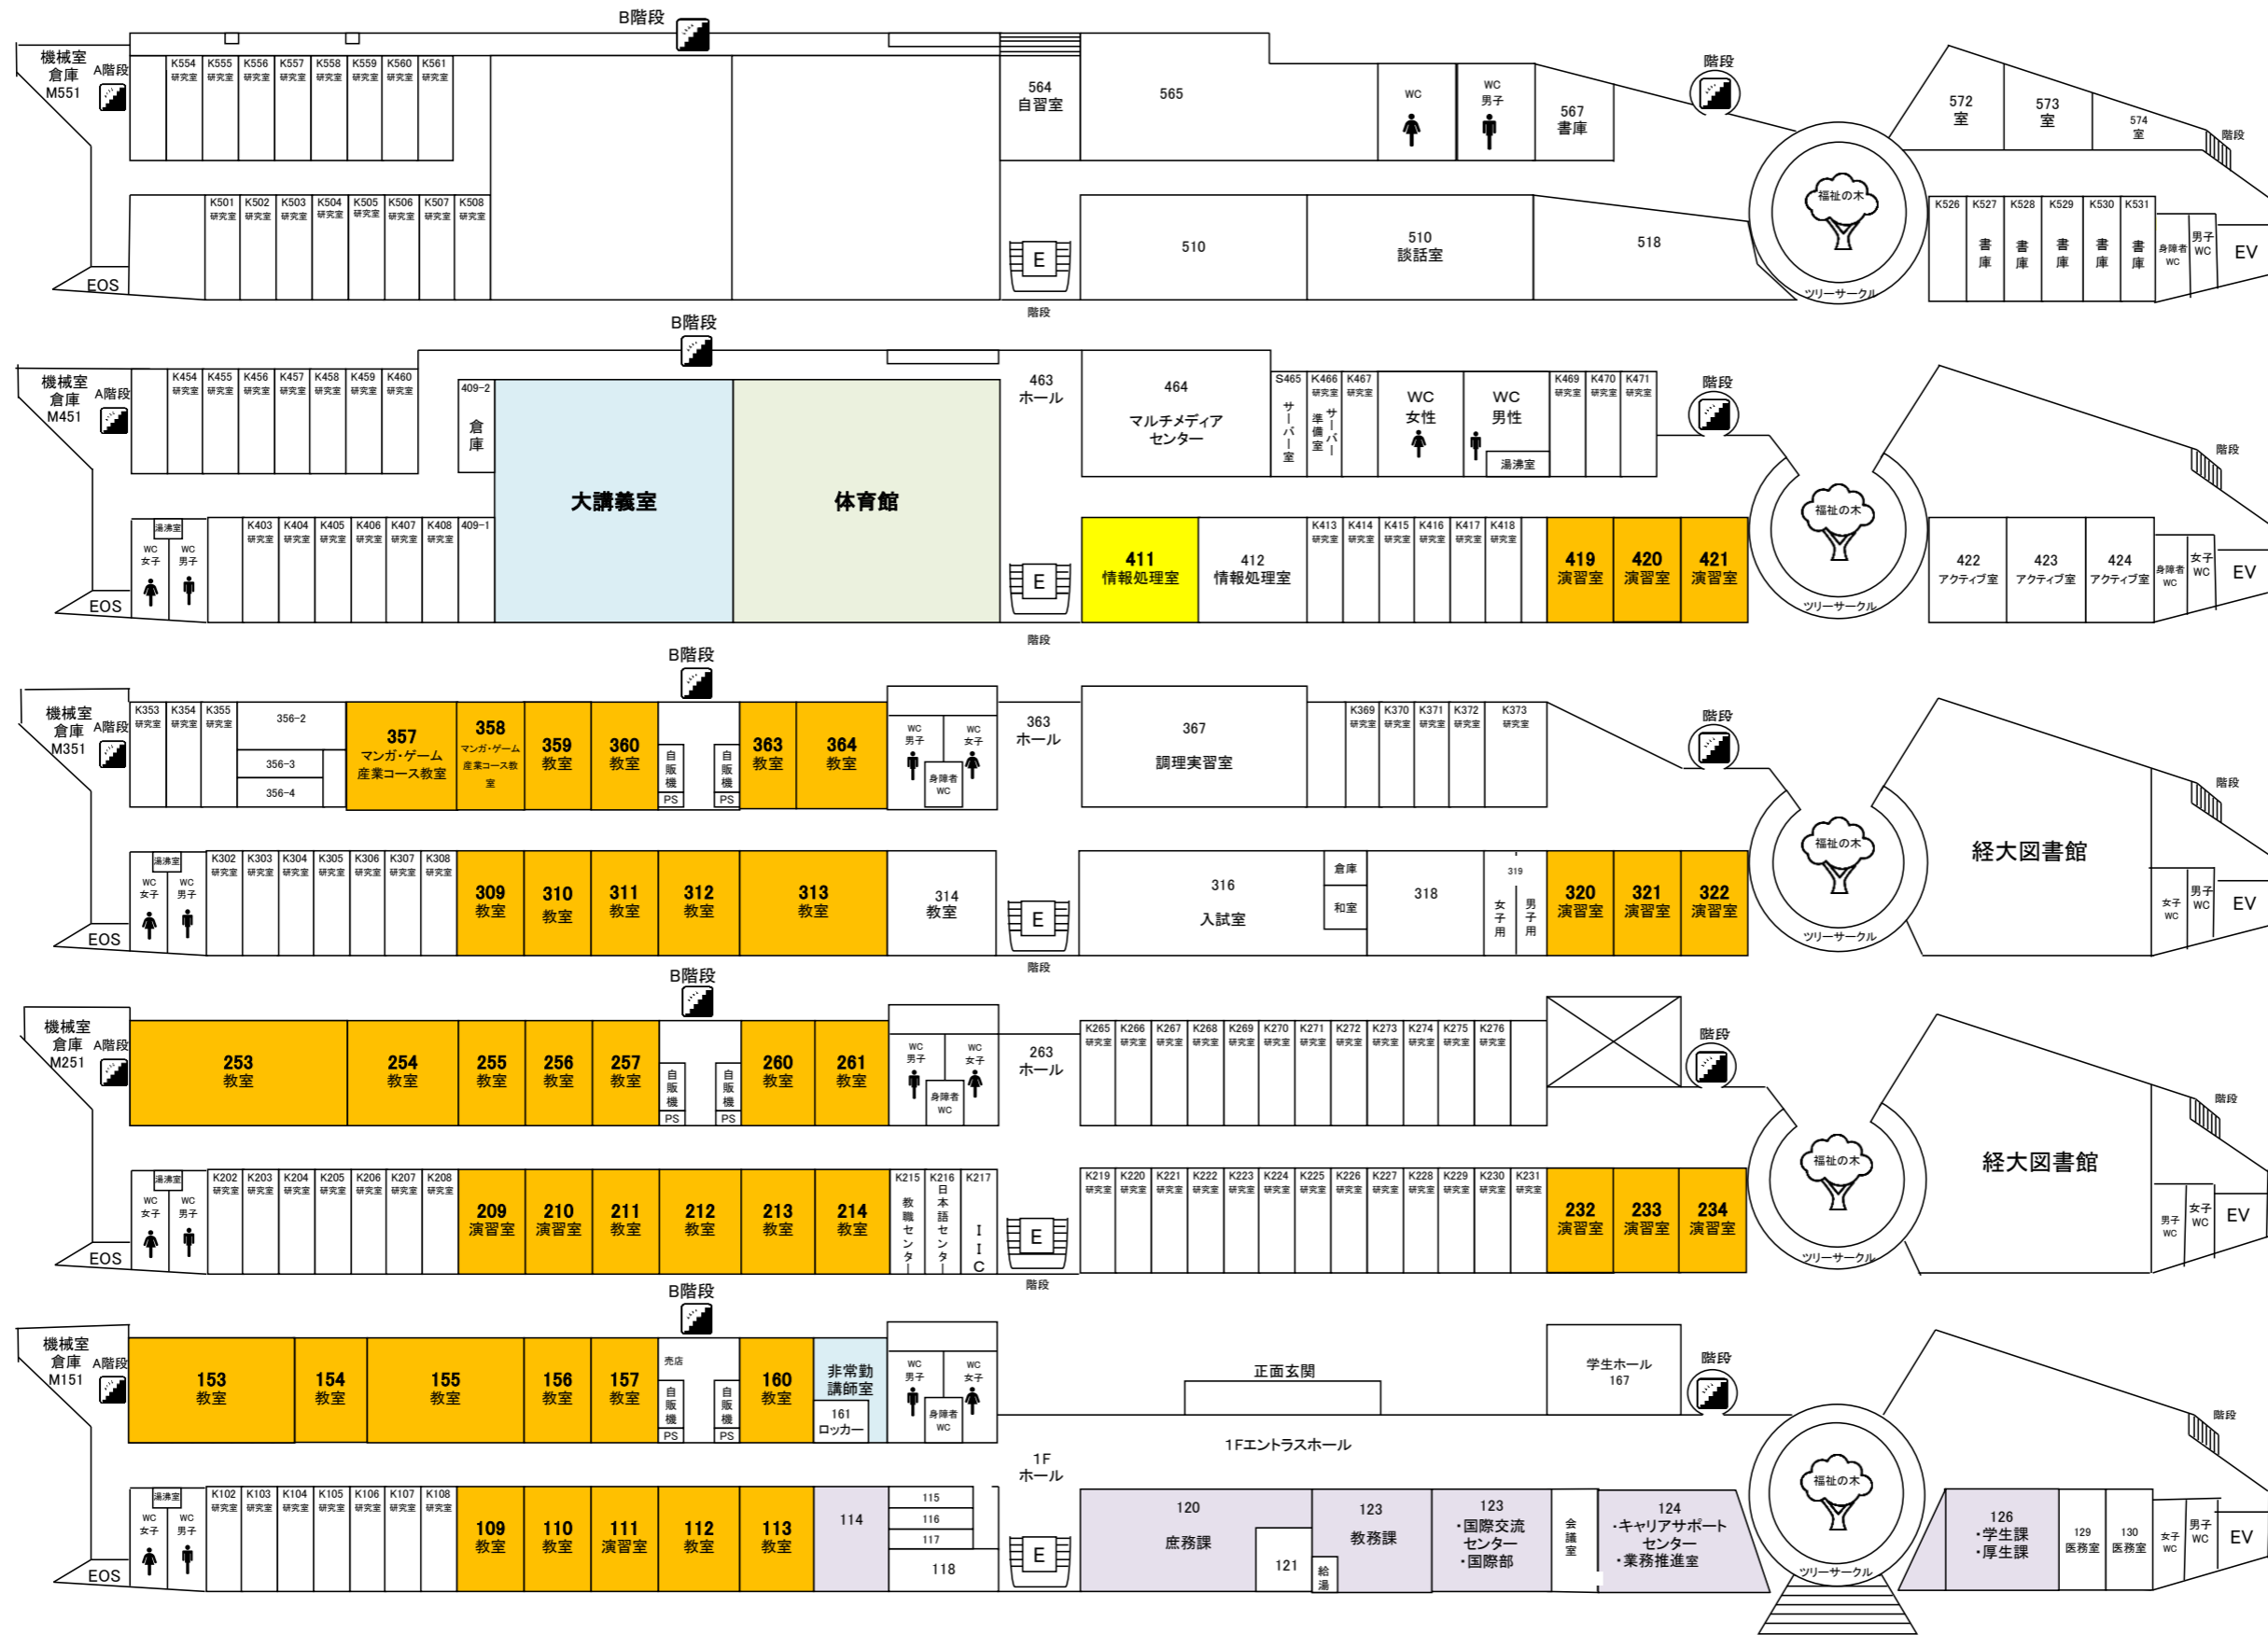 B階段
機械室
倉庫
M551
A階段
K554
研究室
K555
研究室
K556
研究室
K557
研究室
K558
研究室
K559
研究室
K560
研究室
K561
研究室
564
自習室
565
WC
WC
男子
567
書庫
階段
572
室
573
室
574
室
階段
K501
研究室
K502
研究室
K503
研究室
K504
研究室
K505
研究室
K506
研究室
K507
研究室
K508
研究室
E
510
510
談話室
518
福祉の木
ツリーサークル
K526
K527
書庫
K528
書庫
K529
書庫
K530
書庫
K531
書庫
身障者
WC
男子
WC
EV
EOS
階段
B階段
機械室
倉庫
M451
A階段
K454
研究室
K455
研究室
K456
研究室
K457
研究室
K458
研究室
K459
研究室
K460
研究室
409-2
倉庫
大講義室
体育館
463
ホール
464
マルチメディア
センター
S465
サーバー室
K466
研究室
サーバー
準備室
K467
研究室
WC
女性
WC
男性
湯沸室
K469
研究室
K470
研究室
K471
研究室
階段
階段
湯沸室
WC
女子
WC
男子
K403
研究室
K404
研究室
K405
研究室
K406
研究室
K407
研究室
K408
研究室
409-1
E
411
情報処理室
412
情報処理室
K413
研究室
K414
研究室
K415
研究室
K416
研究室
K417
研究室
K418
研究室
419
演習室
420
演習室
421
演習室
福祉の木
ツリーサークル
422
アクティブ室
423
アクティブ室
424
アクティブ室
身障者
WC
女子
WC
EV
EOS
階段
B階段
機械室
倉庫
M351
A階段
K353
研究室
K354
研究室
K355
研究室
356-2
356-3
356-4
357
マンガ・ゲーム
産業コース教室
358
マンガ・ゲーム
産業コース教
室
359
教室
360
教室
自販機
PS
自販機
PS
363
教室
364
教室
WC
男子
WC
女子
身障者
WC
363
ホール
367
調理実習室
K369
研究室
K370
研究室
K371
研究室
K372
研究室
K373
研究室
階段
階段
湯沸室
WC
女子
WC
男子
K302
研究室
K303
研究室
K304
研究室
K305
研究室
K306
研究室
K307
研究室
K308
研究室
309
教室
310
教室
311
教室
312
教室
313
教室
314
教室
E
316
入試室
倉庫
和室
318
319
女子用
男子用
320
演習室
321
演習室
322
演習室
福祉の木
ツリーサークル
経大図書館
女子
WC
男子
WC
EV
EOS
階段
B階段
機械室
倉庫
M251
A階段
253
教室
254
教室
255
教室
256
教室
257
教室
自販機
PS
自販機
PS
260
教室
261
教室
WC
男子
WC
女子
身障者
WC
263
ホール
K265
研究室
K266
研究室
K267
研究室
K268
研究室
K269
研究室
K270
研究室
K271
研究室
K272
研究室
K273
研究室
K274
研究室
K275
研究室
K276
研究室
階段
階段
湯沸室
WC
女子
WC
男子
K202
研究室
K203
研究室
K204
研究室
K205
研究室
K206
研究室
K207
研究室
K208
研究室
209
演習室
210
演習室
211
教室
212
教室
213
教室
214
教室
K215
教職センター
K216
日本語センター
K217
IIC
E
K219
研究室
K220
研究室
K221
研究室
K222
研究室
K223
研究室
K224
研究室
K225
研究室
K226
研究室
K227
研究室
K228
研究室
K229
研究室
K230
研究室
K231
研究室
232
演習室
233
演習室
234
演習室
福祉の木
ツリーサークル
経大図書館
男子
WC
女子
WC
EV
EOS
階段
B階段
機械室
倉庫
M151
A階段
153
教室
154
教室
155
教室
156
教室
157
教室
売店
自販機
PS
自販機
PS
160
教室
非常勤
講師室
161
ロッカー
WC
男子
WC
女子
身障者
WC
正面玄関
学生ホール
167
階段
階段
1Fエントラスホール
1F
ホール
湯沸室
WC
女子
WC
男子
K102
研究室
K103
研究室
K104
研究室
K105
研究室
K106
研究室
K107
研究室
K108
研究室
109
教室
110
教室
111
演習室
112
教室
113
教室
114
115
116
117
118
E
120
庶務課
121
給湯
123
教務課
123
・国際交流
センター
・国際部
会議室
124
・キャリアサポート
センター
・業務推進室
福祉の木
ツリーサークル
126
・学生課
・厚生課
129
医務室
130
医務室
女子
WC
男子
WC
EV
EOS